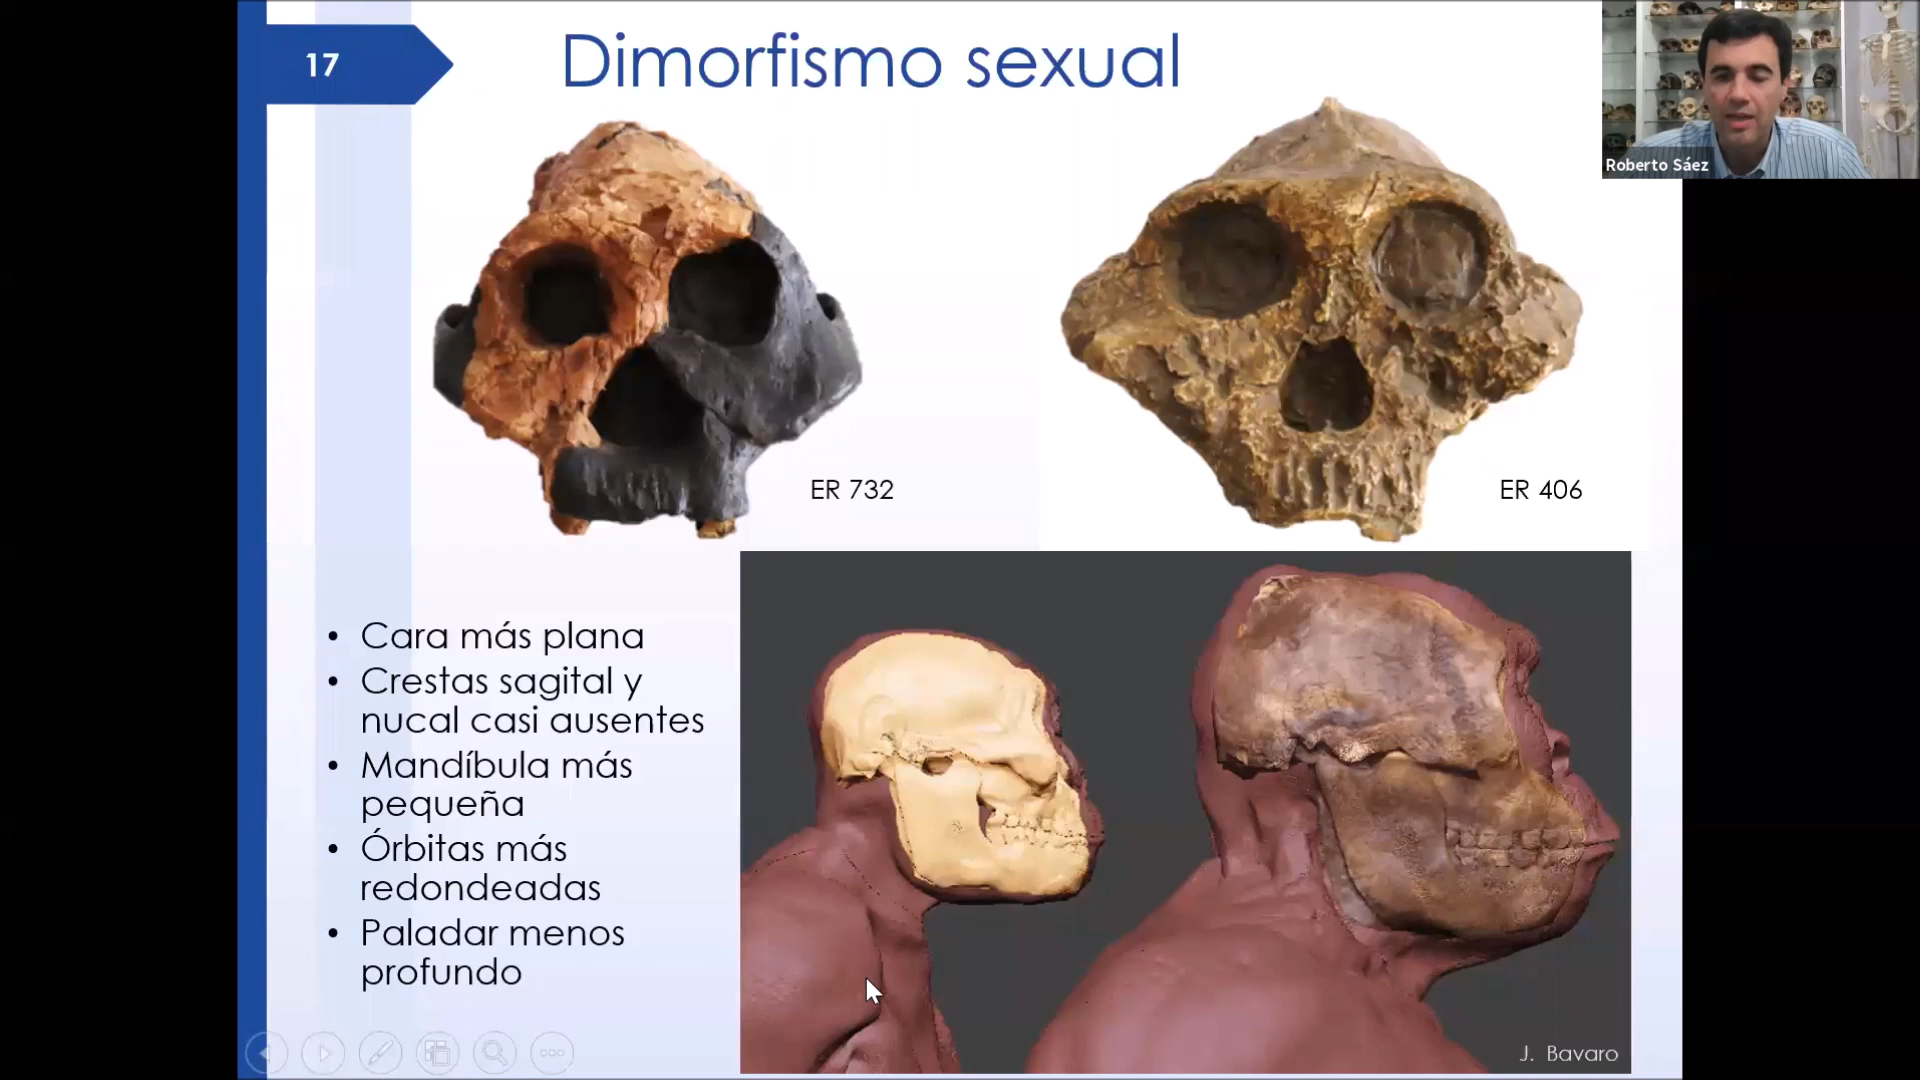 17
Dimorfismo sexual
Roberto Sáez
ER 732
ER 406
• Cara más plana
• Crestas sagital y
nucal casi ausentes
• Mandíbula más
pequeña
• Órbitas más
redondeadas
• Paladar menos
profundo
J. Bavaro